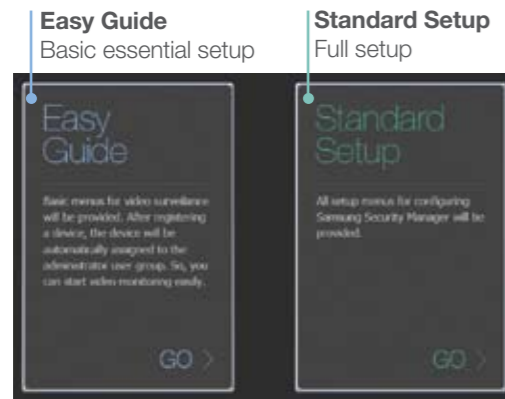 Easy Guide
Basic essential setup
Standard Setup
Full setup
Easy
Guide
Basic menus for video surveillance
will be provided. After registering
a device, the device will be
automatically assigned to the
administrator user group. So, you
can start video monitoring easily.
GO >
Standard
Setup
All setup menus for configuring
Samsung Security Manager will be
provided.
GO >